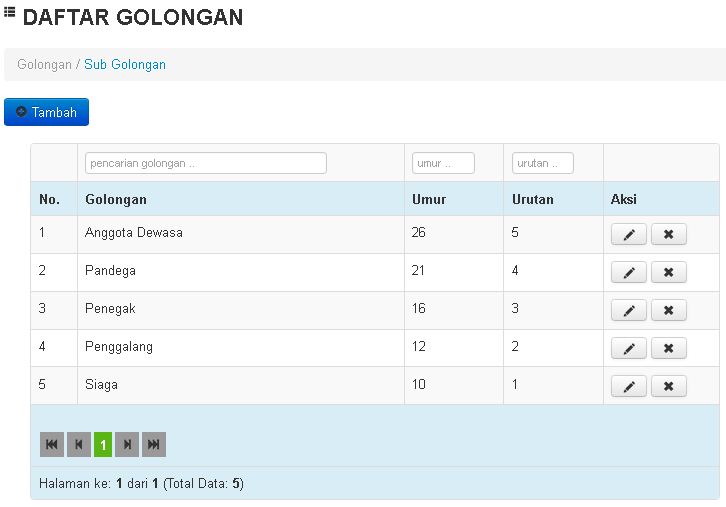 DAFTAR GOLONGAN
Golongan / Sub Golongan
Tambah
pencarian golongan .. umur .. urutan ..
No. Golongan Umur Urutan Aksi
1 Anggota Dewasa 26 5
2 Pandega 21 4
3 Penegak 16 3
4 Penggalang 12 2
5 Siaga 10 1
1
Halaman ke: 1 dari 1 (Total Data: 5)